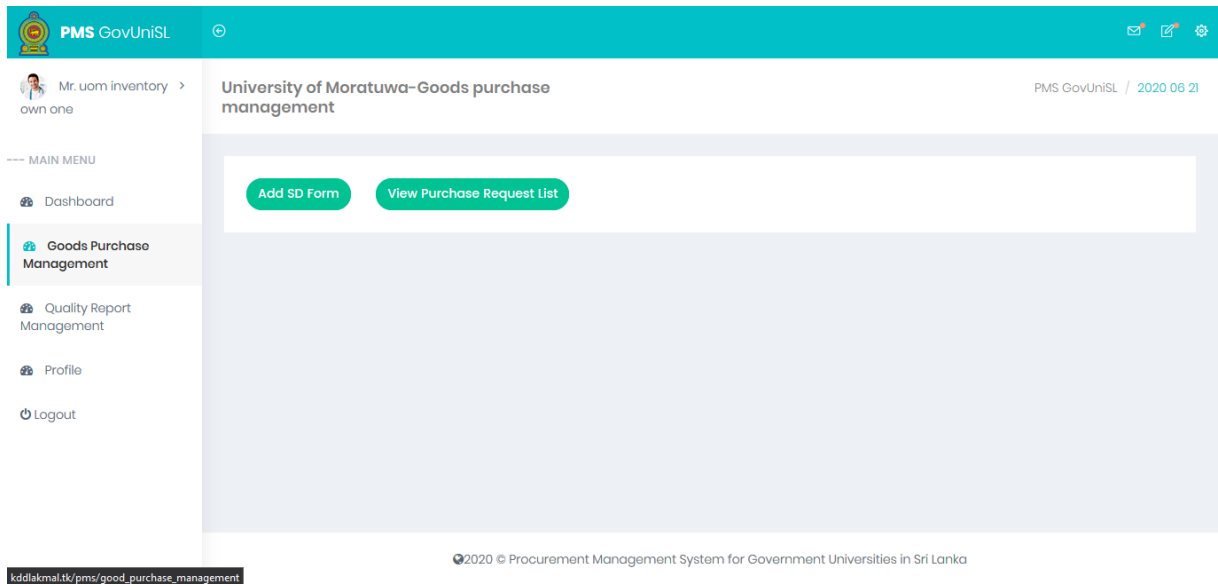 PMS GovUniSL
Mr. uom inventory
own one
University of Moratuwa-Goods purchase
management
PMS GovUniSL / 2020 06 21
--- MAIN MENU
Dashboard
Goods Purchase
Management
Quality Report
Management
Profile
Logout
Add SD Form
View Purchase Request List
2020 © Procurement Management System for Government Universities in Sri Lanka
kddlakmal.tk/pms/good_purchase_management